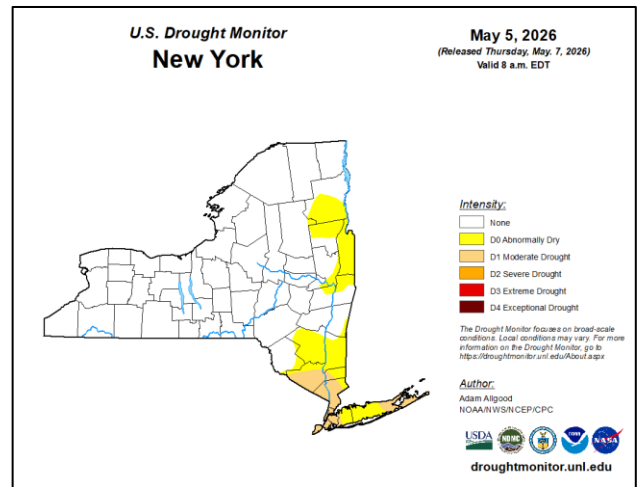 U.S. Drought Monitor
New York
May 5, 2026
(Released Thursday, May. 7, 2026)
Valid 8 a.m. EDT
Intensity:
None
D0 Abnormally Dry
D1 Moderate Drought
D2 Severe Drought
D3 Extreme Drought
D4 Exceptional Drought
The Drought Monitor focuses on broad-scale
conditions. Local conditions may vary. For more
information on the Drought Monitor, go to
https://droughtmonitor.unl.edu/About.aspx
Author:
Adam Allgood
NOAA/NWS/NCEP/CPC
USDA
NDMC
NASA
droughtmonitor.unl.edu